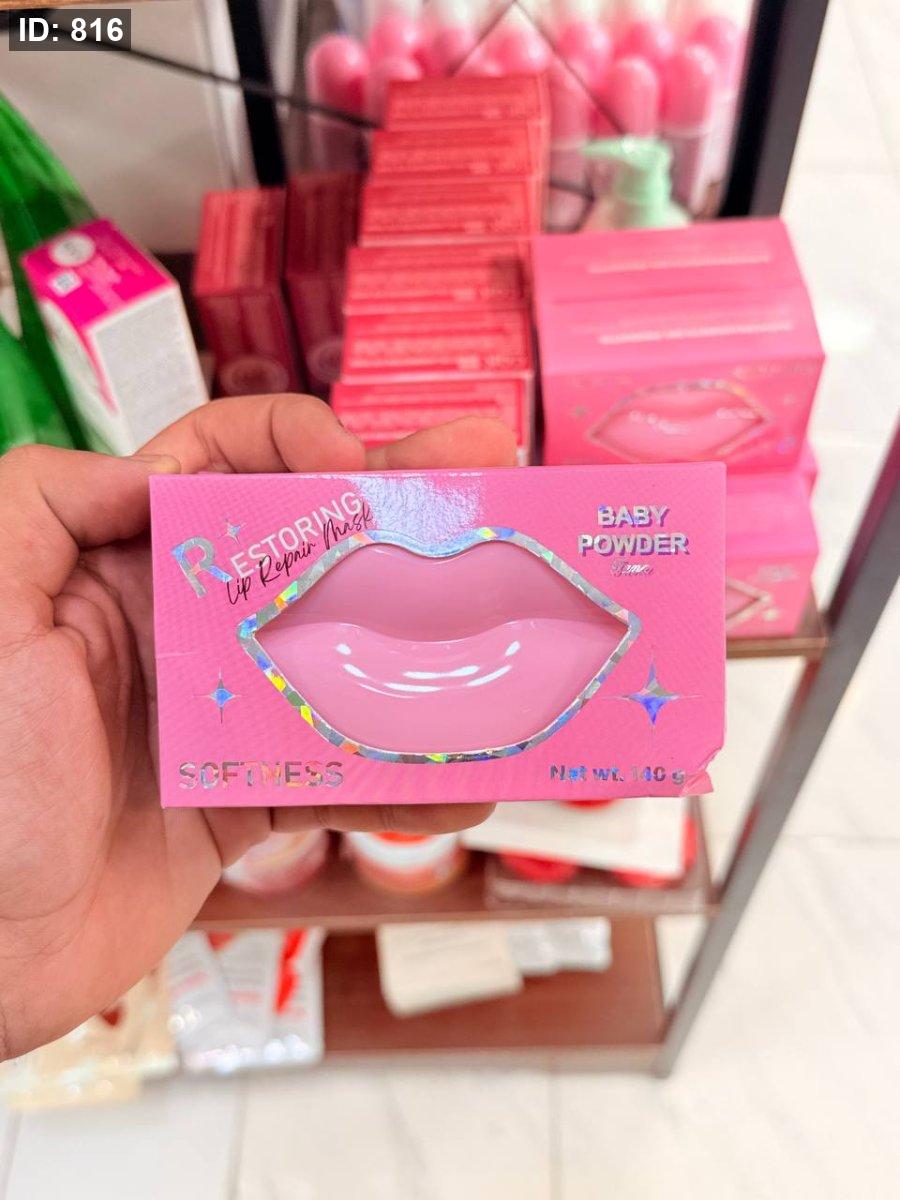 ID: 816
RESTORING
Lip Repair Mask
BABY
POWDER
SOFTNESS
Net wt. 140 g